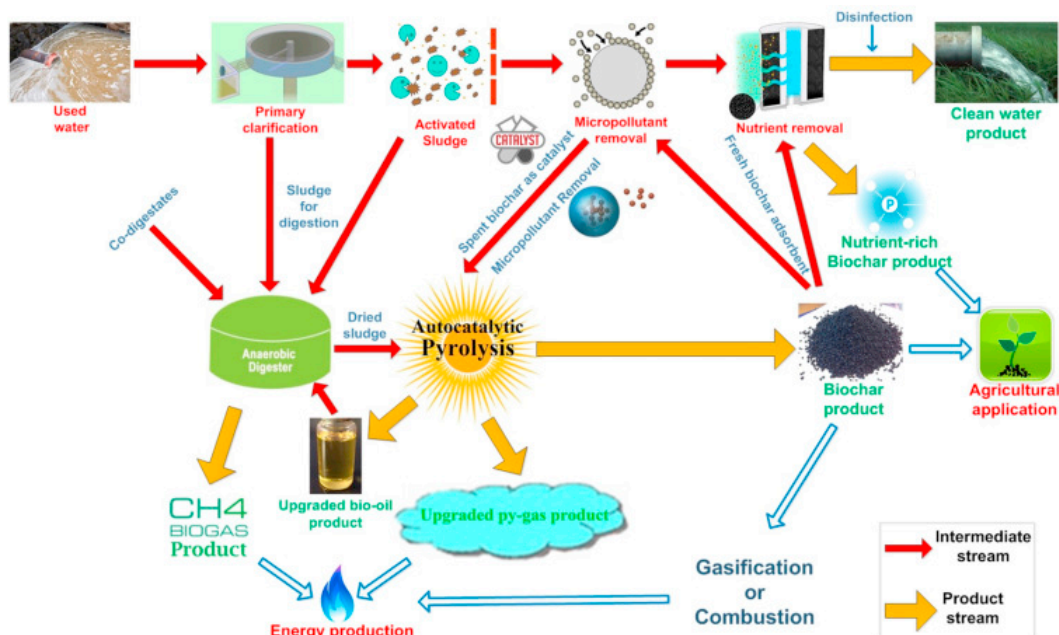 Disinfection
Used
water
Primary
clarification
Activated
Sludge
CATALYST
Micropollutant
removal
Nutrient removal
Clean water
product
Co-digestates
Sludge
for
digestion
Spent biochar as catalyst
Micropollutant Removal
Fresh biochar adsorbent
P
Nutrient-rich
Biochar product
Anaerobic
Digester
Dried
sludge
Autocatalytic
Pyrolysis
Biochar
product
Agricultural
application
CH4
BIOGAS
Product
Upgraded bio-oil
product
Upgraded py-gas product
Gasification
or
Combustion
Energy production
Intermediate
stream
Product
stream